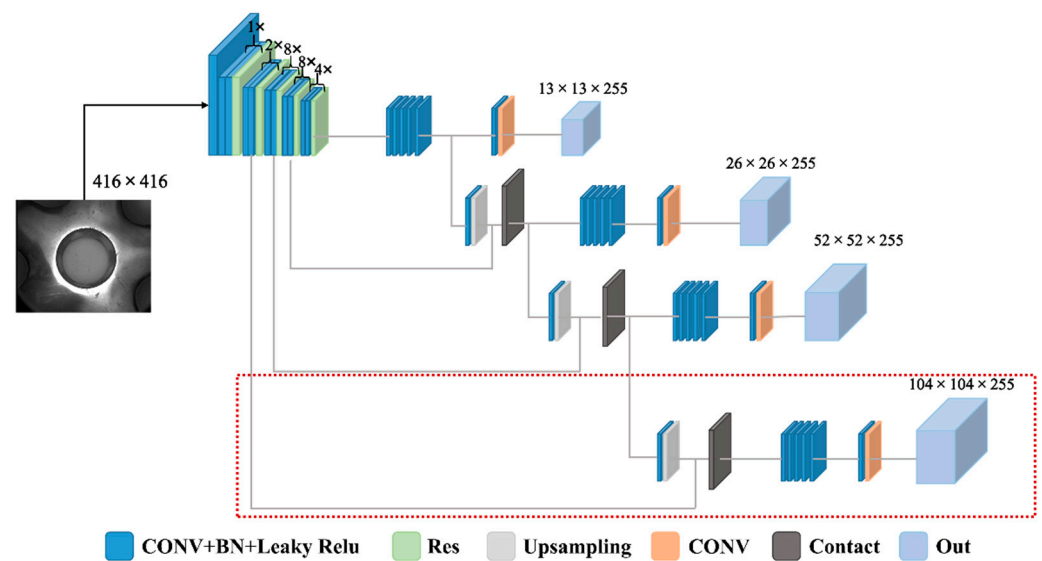 1×
2×
8×
8×
4×
13 × 13 × 255
26 × 26 × 255
416 × 416
52 × 52 × 255
104 × 104 × 255
CONV+BN+Leaky Relu
Res
Upsampling
CONV
Contact
Out